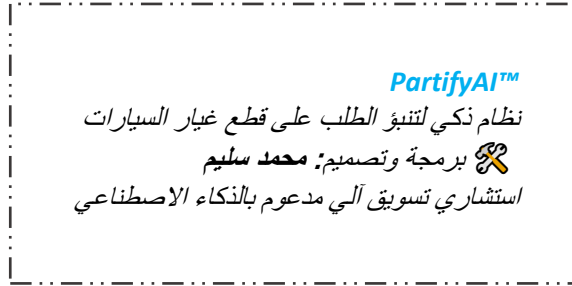 PartifyAI™
نظام ذكي لتنبؤ الطلب على قطع غيار السيارات
🛠 برمجة وتصميم: محمد سليم
استشاري تسويق آلي مدعوم بالذكاء الاصطناعي